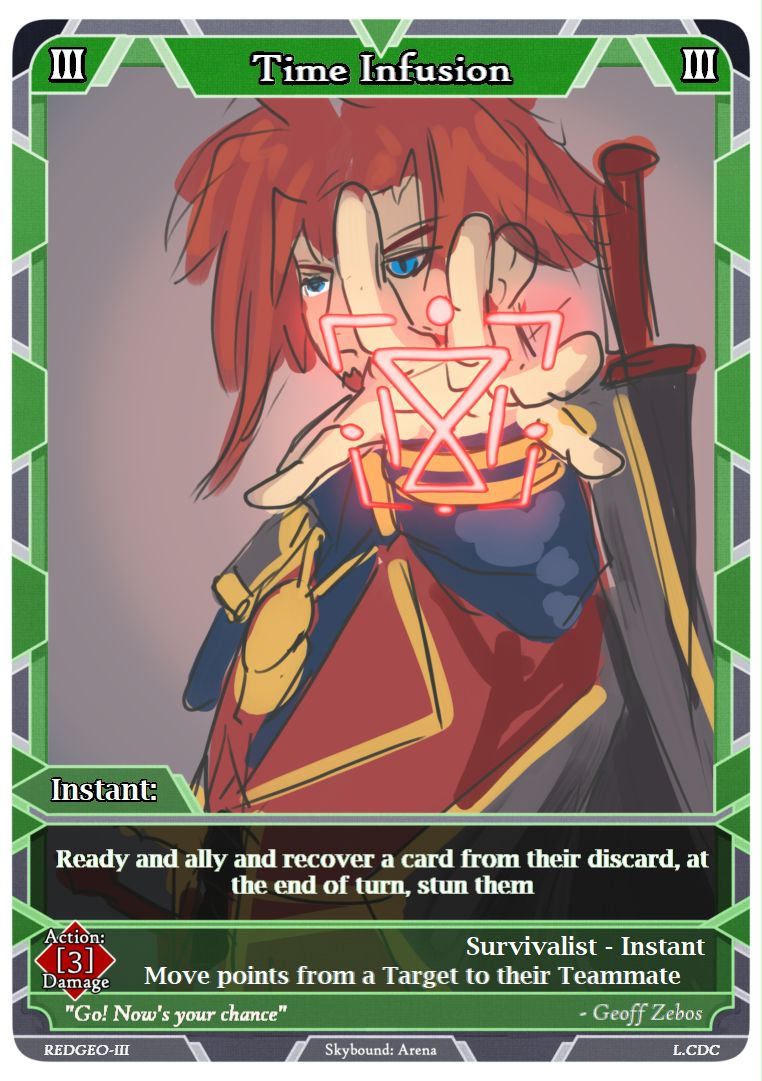 III Time Infusion III
Instant:
Ready and ally and recover a card from their discard, at
the end of turn, stun them
Action:
[3]
Damage
Survivalist - Instant
Move points from a Target to their Teammate
"Go! Now's your chance" - Geoff Zebos
REDGEO-III Skybound: Arena L.CDC